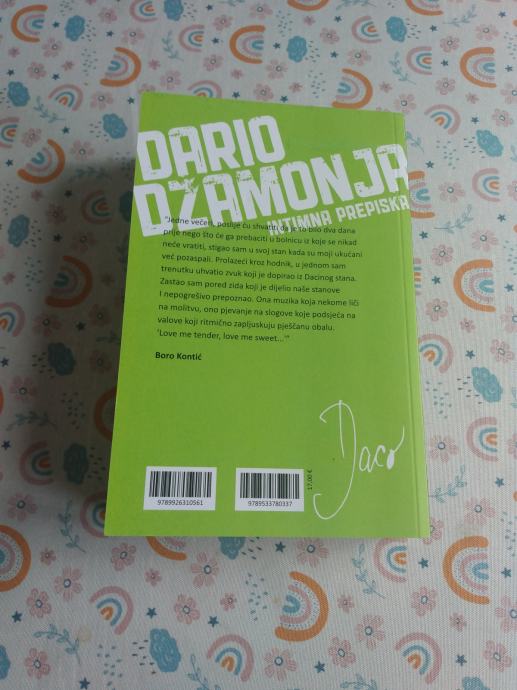 DARIO
DŽAMONJA
INTIMNA PREPISKA
"Jedne večeri, poslije ću shvatiti da je to bilo dva dana
prije nego što će ga prebaciti u bolnicu iz koje se nikad
neće vratiti, stigao sam u svoj stan kada su moji ukućani
već pozaspali. Prolazeći kroz hodnik, u jednom sam
trenutku uhvatio zvuk koji je dopirao iz Dacinog stana.
Zastao sam pored zida koji je dijelio naše stanove
I nepogrešivo prepoznao. Ona muzika koja nekome liči
na molitvu, ono pjevanje na slogove koje podsjeća na
valove koji ritmično zapljuskuju pješčanu obalu.
'Love me tender, love me sweet...'"
Boro Kontić
Daco
9789926310561
9789533780337
17,00 €